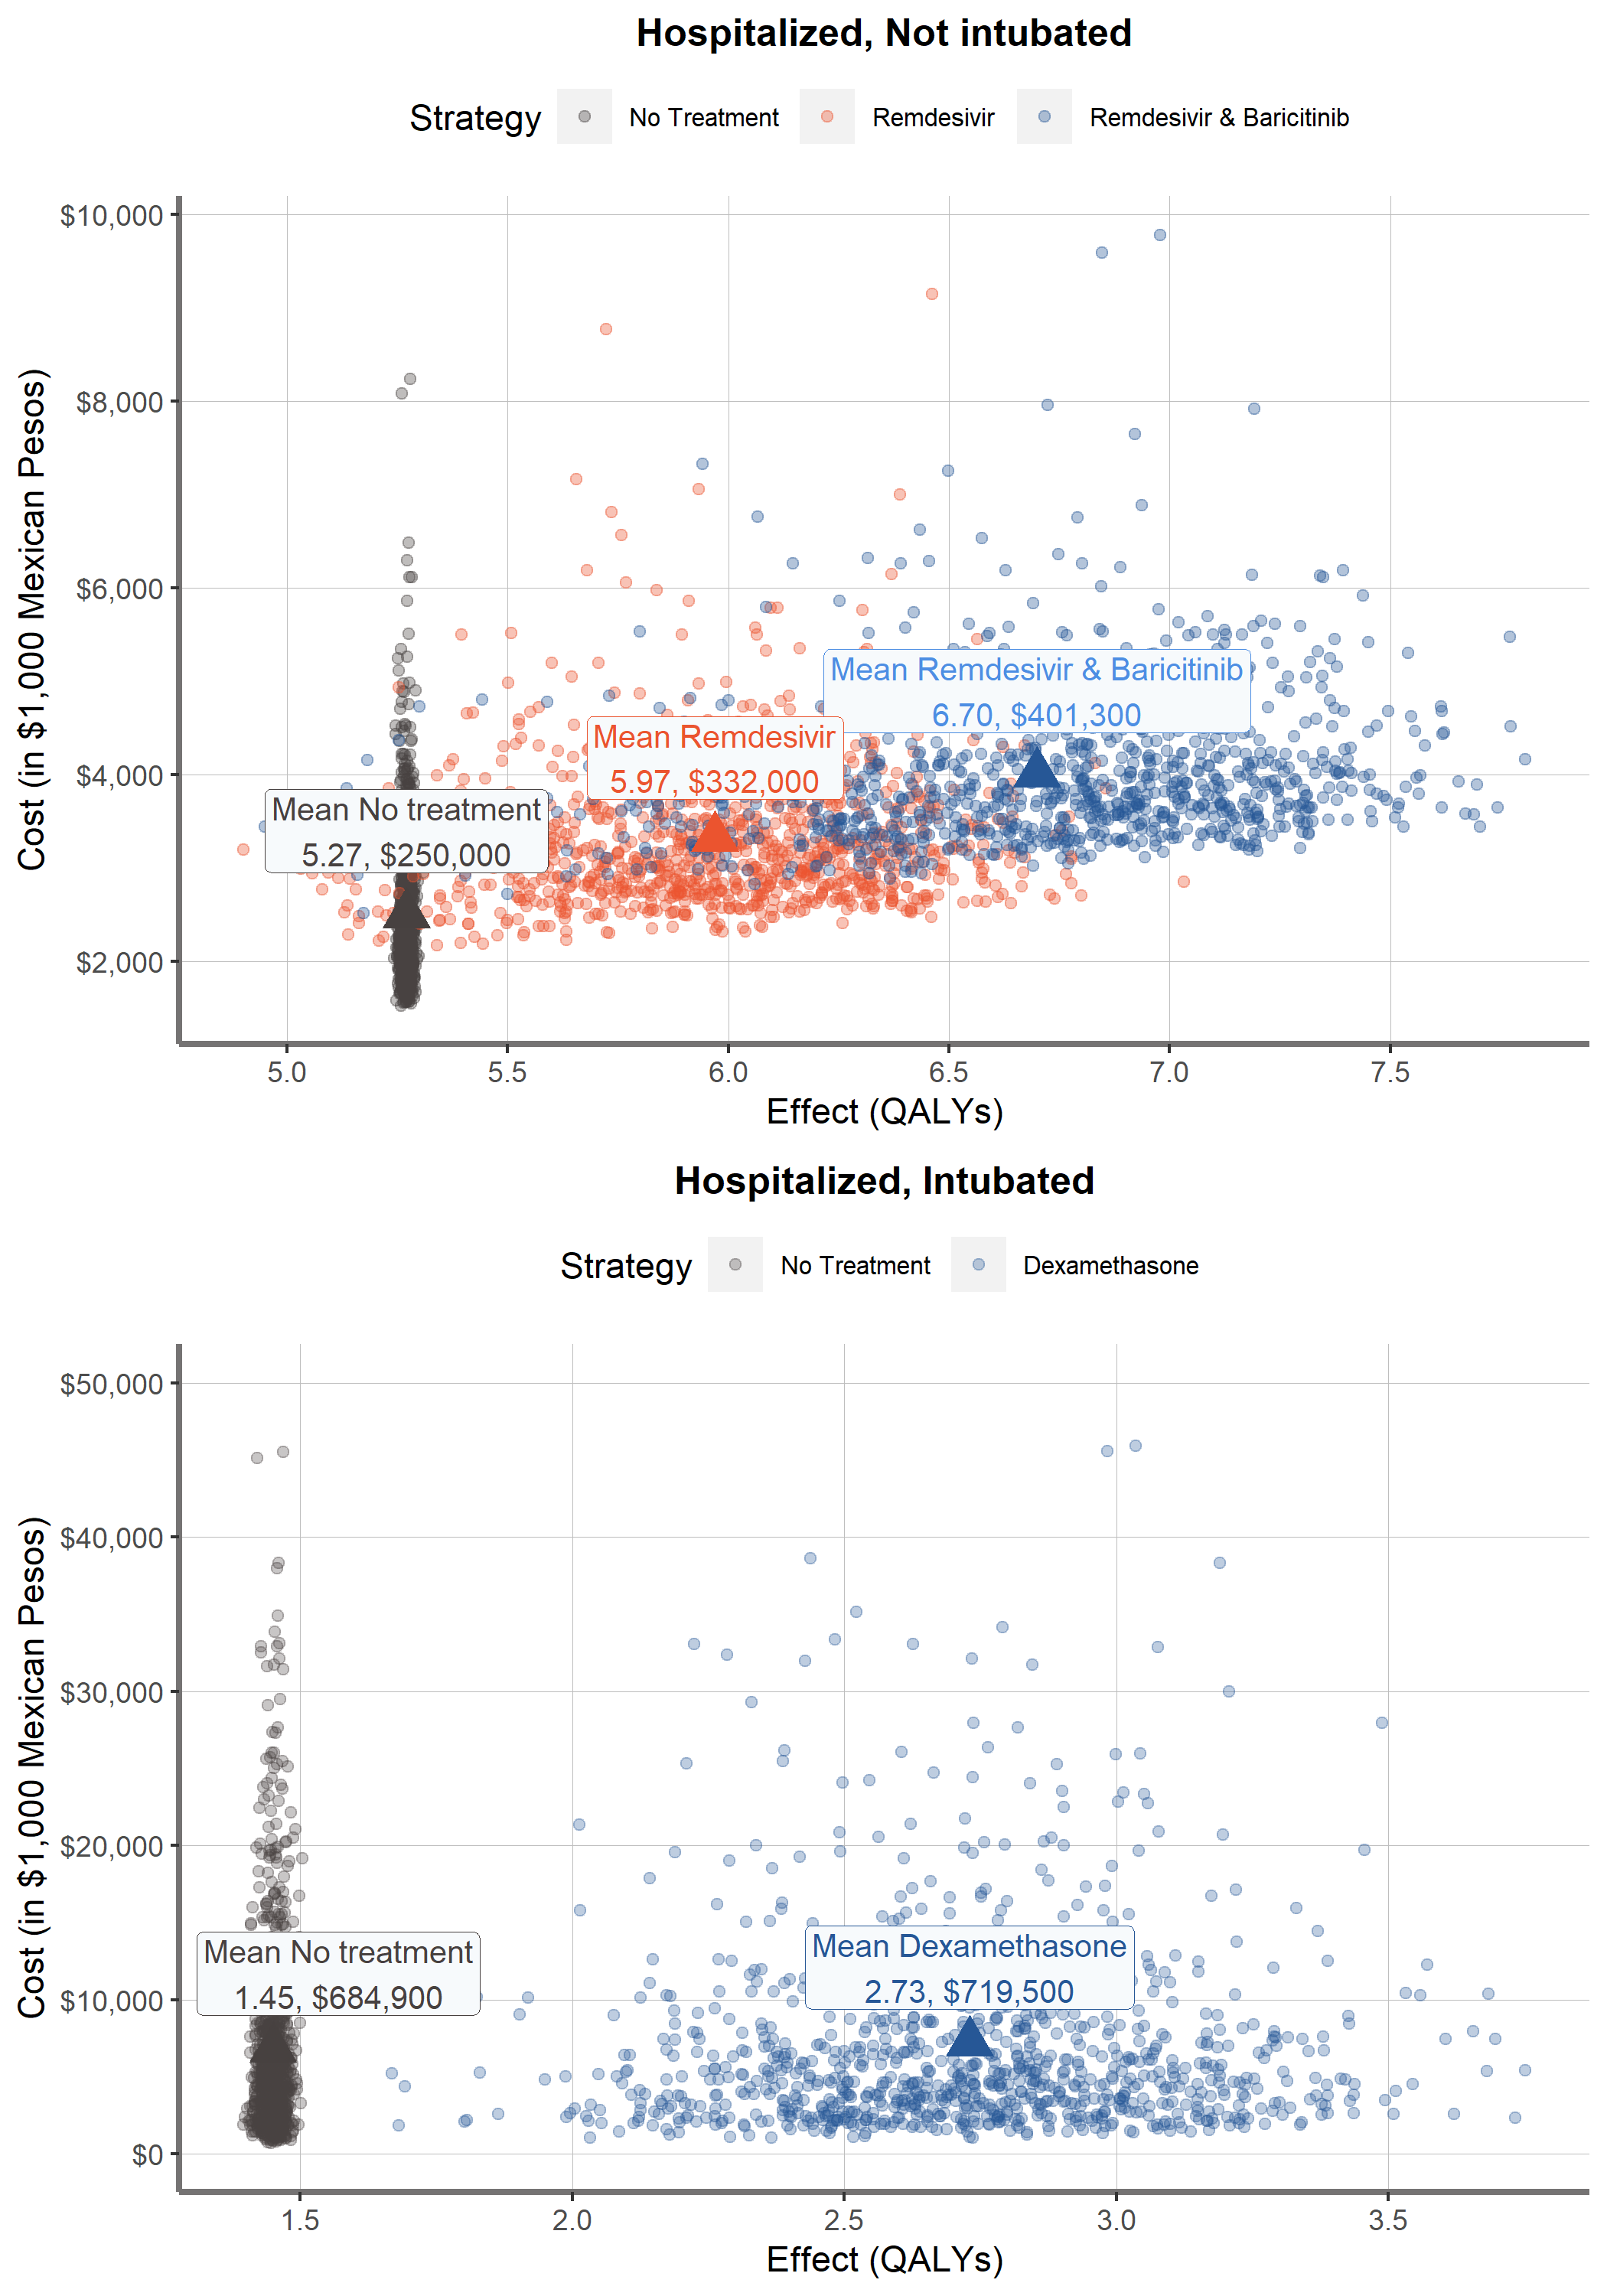 Hospitalized, Not intubated
Strategy No Treatment Remdesivir Remdesivir & Baricitinib
Cost (in $1,000 Mexican Pesos)
$10,000
$8,000
$6,000
$4,000
$2,000
Mean Remdesivir & Baricitinib
6.70, $401,300
Mean Remdesivir
5.97, $332,000
Mean No treatment
5.27, $250,000
5.0 5.5 6.0 6.5 7.0 7.5
Effect (QALYs)
Hospitalized, Intubated
Strategy No Treatment Dexamethasone
Cost (in $1,000 Mexican Pesos)
$50,000
$40,000
$30,000
$20,000
$10,000
$0
Mean No treatment
1.45, $684,900
Mean Dexamethasone
2.73, $719,500
1.5 2.0 2.5 3.0 3.5
Effect (QALYs)